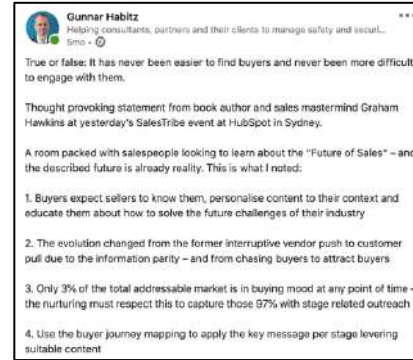 Gunnar Habitz
Helping consultants, partners and their clients to manage safety and securi...
5mo •
True or false: It has never been easier to find buyers and never been more difficult
to engage with them.
Thought provoking statement from book author and sales mastermind Graham
Hawkins at yesterday's SalesTribe event at HubSpot in Sydney.
A room packed with salespeople looking to learn about the "Future of Sales" – and
the described future is already reality. This is what I noted:
1. Buyers expect sellers to know them, personalise content to their context and
educate them about how to solve the future challenges of their industry
2. The evolution changed from the former interruptive vendor push to customer
pull due to the information parity – and from chasing buyers to attract buyers
3. Only 3% of the total addressable market is in buying mood at any point of time -
the nurturing must respect this to capture those 97% with stage related outreach
4. Use the buyer journey mapping to apply the key message per stage levering
suitable content